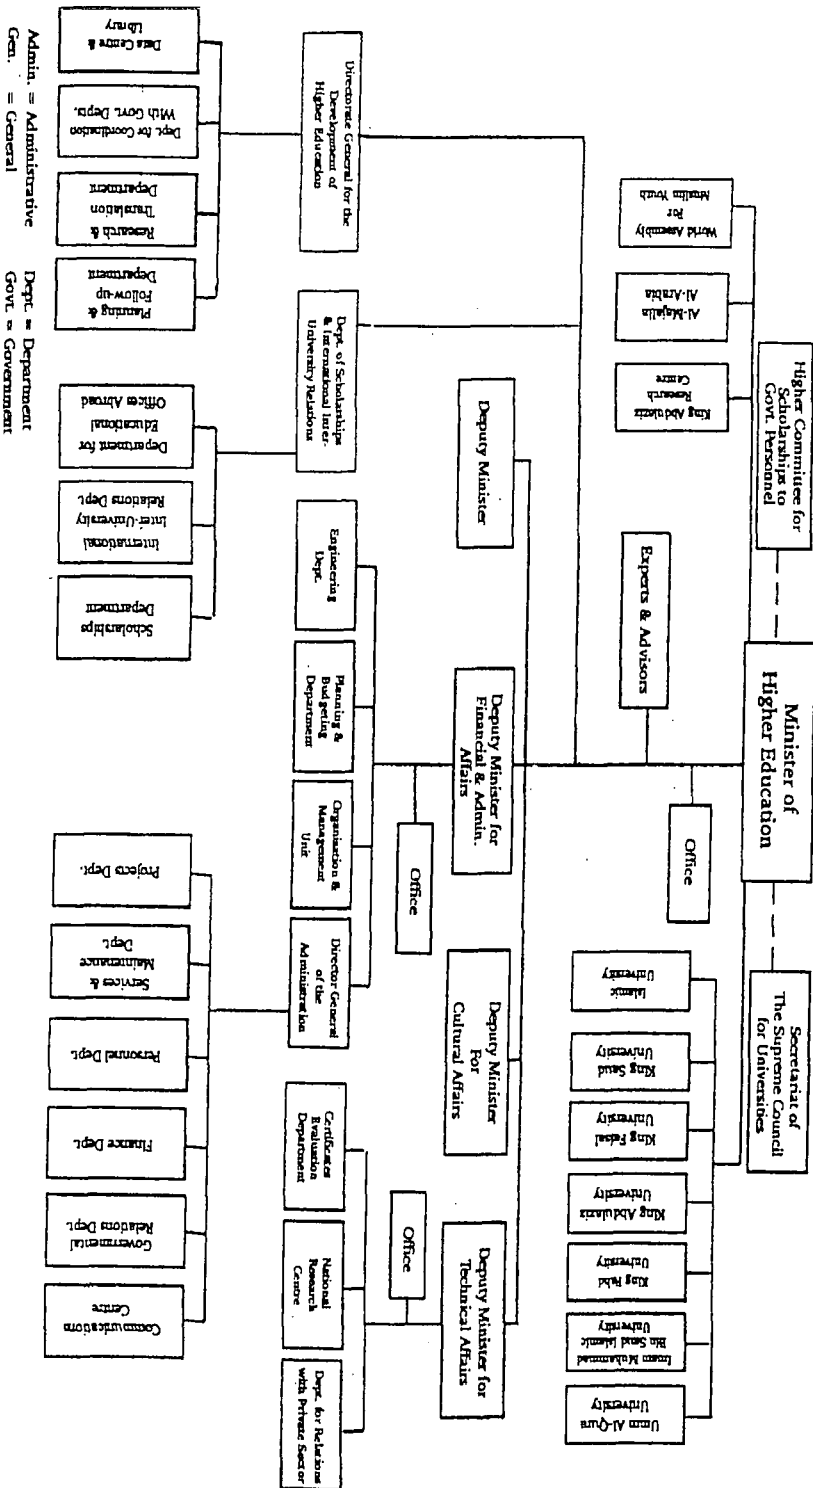 Minister of
Higher Education
Higher Committee for
Scholarships to
Govt. Personnel
Secretariat of
The Supreme Council
for Universities
Office
Experts & Advisors
World Assembly
For
Muslim Youth
Al-Majalla
Al-Arabia
King Abdulaziz
Research
Centre
Islamic
University
King Saud
University
King Faisal
University
King Abdulaziz
University
King Fahd
University
Imam Muhammad
Bin Saud Islamic
University
Umm Al-Qura
University
Deputy Minister
Deputy Minister for
Financial & Admin.
Affairs
Deputy Minister
For
Cultural Affairs
Deputy Minister for
Technical Affairs
Office
Office
Directorate General for the
Development of
Higher Education
Dept. of Scholarships
& International Inter-
University Relations
Engineering
Dept.
Planning &
Budgeting
Department
Organisation &
Management
Unit
Director General
of the
Administration
Certificates
Evaluation
Department
National
Research
Centre
Dept. for Relations
with Private Sector
Data Centre &
Library
Dept. for Coordination
With Govt. Depts.
Research &
Translation
Department
Planning &
Follow-up
Department
Department for
Educational
Offices Abroad
International
Inter-University
Relations Dept.
Scholarships
Department
Projects Dept.
Services &
Maintenance
Dept.
Personnel Dept.
Finance Dept.
Governmental
Relations Dept.
Communications
Centre
Admin. = Administrative
Gen. = General
Dept. = Department
Govt. = Government